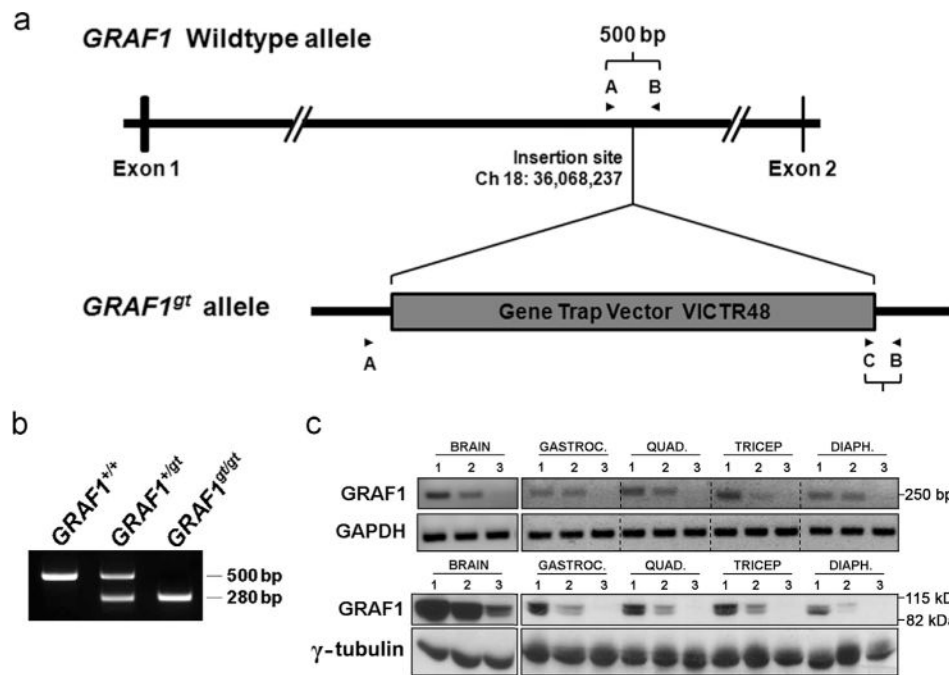 a
GRAF1 Wildtype allele
500 bp
A B
Exon 1
Insertion site
Ch 18: 36,068,237
Exon 2
GRAF1gt allele
Gene Trap Vector VICTR48
A
C B
b
GRAF1+/+
GRAF1+/gt
GRAF1gt/gt
500 bp
280 bp
c
BRAIN GASTROC. QUAD. TRICEP DIAPH.
1 2 3 1 2 3 1 2 3 1 2 3 1 2 3
GRAF1
250 bp
GAPDH
BRAIN GASTROC. QUAD. TRICEP DIAPH.
1 2 3 1 2 3 1 2 3 1 2 3 1 2 3
GRAF1
115 kD
82 kDa
γ-tubulin